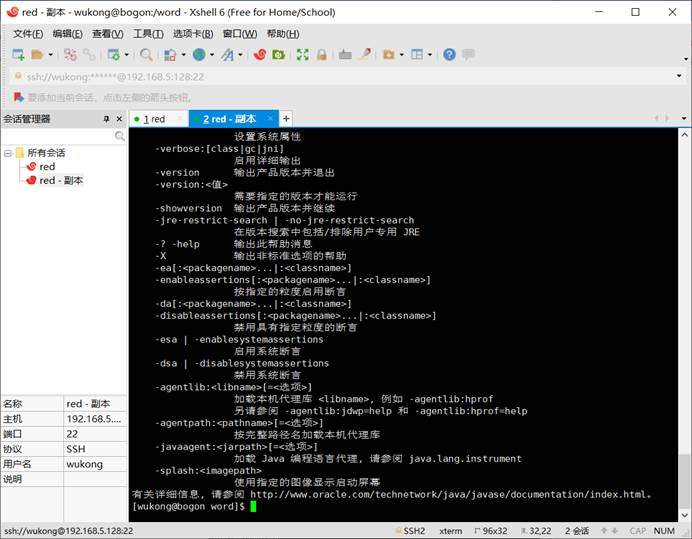 red - 副本 - wukong@bogon:/word - Xshell 6 (Free for Home/School)
文件(F) 编辑(E) 查看(V) 工具(T) 选项卡(B) 窗口(W) 帮助(H)
ssh://wukong:******@192.168.5.128:22
要添加当前会话，点击左侧的箭头按钮。
会话管理器
1 red
2 red - 副本
所有会话
red
red - 副本
设置系统属性
-verbose:[class|gc|jni]
启用详细输出
-version 输出产品版本并退出
-version:<值>
需要指定的版本才能运行
-showversion 输出产品版本并继续
-jre-restrict-search | -no-jre-restrict-search
在版本搜索中包括/排除用户专用 JRE
-? -help 输出此帮助消息
-X 输出非标准选项的帮助
-ea[:<packagename>...|:<classname>]
-enableassertions[:<packagename>...|:<classname>]
按指定的粒度启用断言
-da[:<packagename>...|:<classname>]
-disableassertions[:<packagename>...|:<classname>]
禁用具有指定粒度的断言
-esa | -enablesystemassertions
启用系统断言
-dsa | -disablesystemassertions
禁用系统断言
-agentlib:<libname>[=<选项>]
加载本机代理库 <libname>, 例如 -agentlib:hprof
另请参阅 -agentlib:jdwp=help 和 -agentlib:hprof=help
-agentpath:<pathname>[=<选项>]
按完整路径名加载本机代理库
-javaagent:<jarpath>[=<选项>]
加载 Java 编程语言代理, 请参阅 java.lang.instrument
-splash:<imagepath>
使用指定的图像显示启动屏幕
有关详细信息, 请参阅 http://www.oracle.com/technetwork/java/javase/documentation/index.html。
[wukong@bogon word]$
名称 red - 副本
主机 192.168.5....
端口 22
协议 SSH
用户名 wukong
说明
ssh://wukong@192.168.5.128:22 SSH2 xterm 96x32 32,22 2 会话 CAP NUM